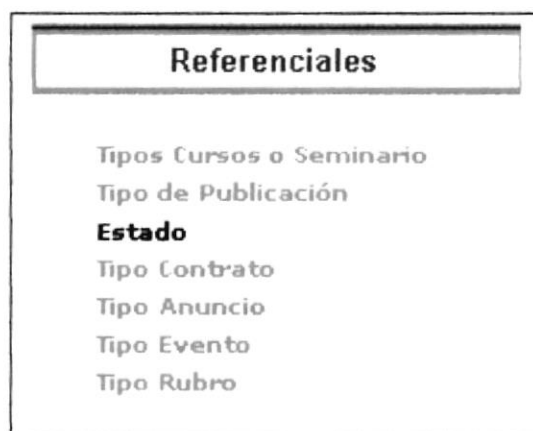 Referenciales
Tipos Cursos o Seminario
Tipo de Publicación
Estado
Tipo Contrato
Tipo Anuncio
Tipo Evento
Tipo Rubro